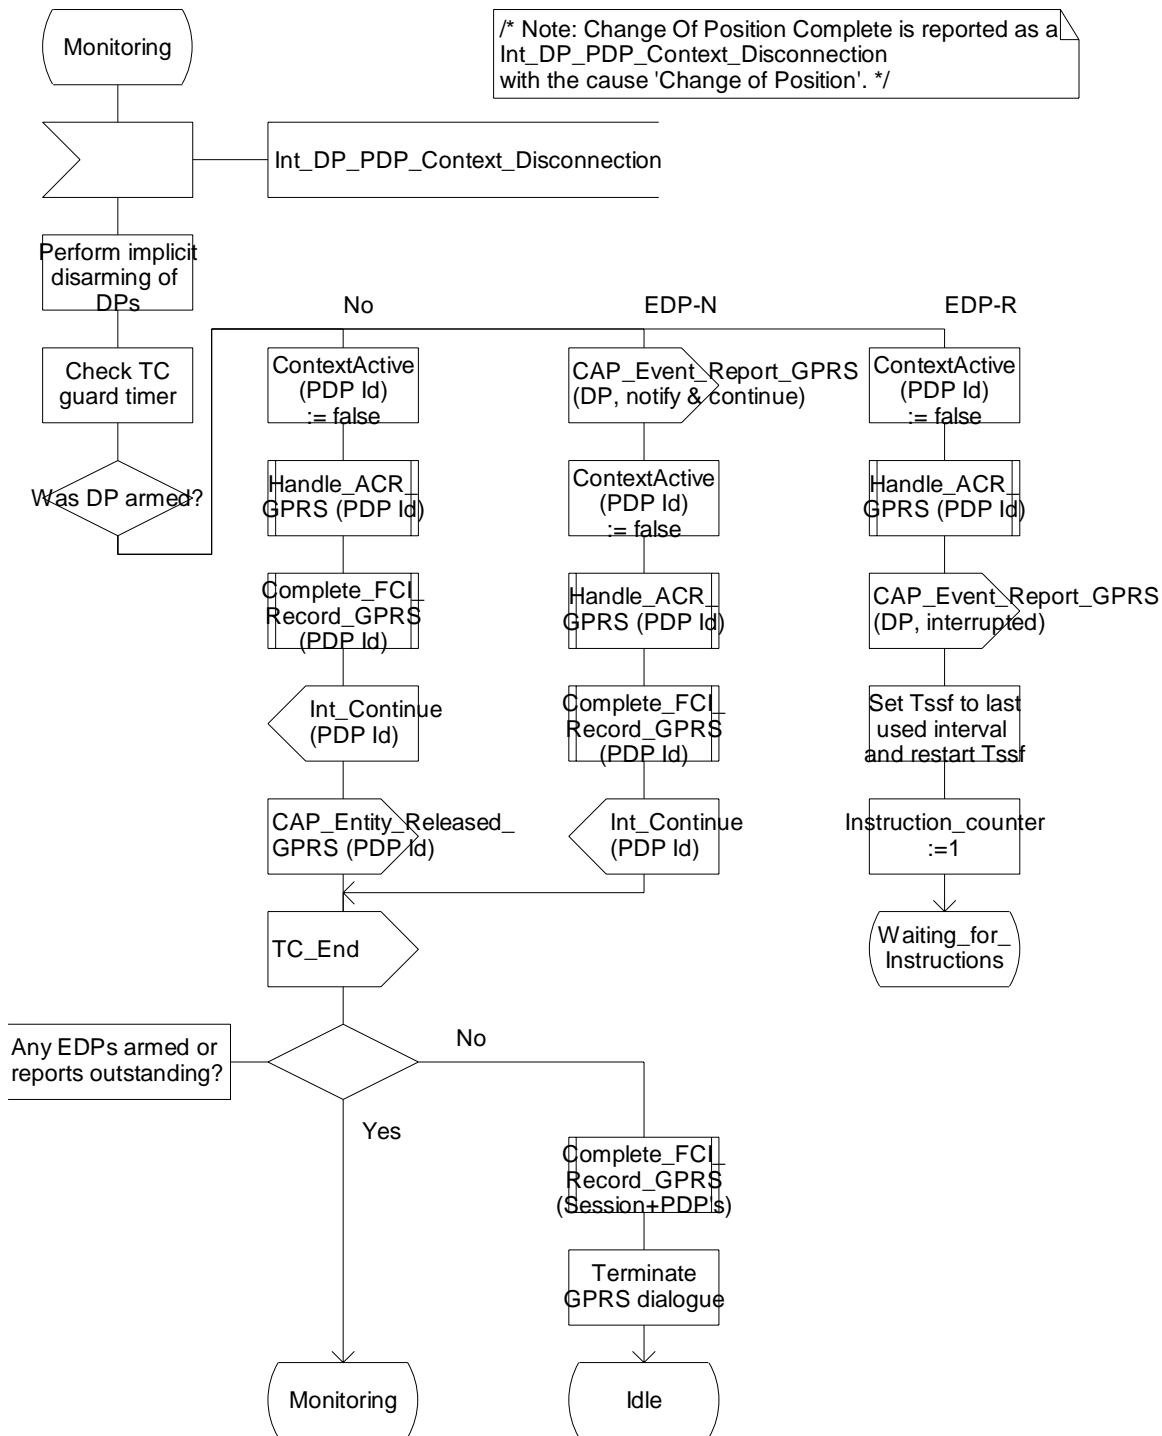 Monitoring
/* Note: Change Of Position Complete is reported as a
Int_DP_PDP_Context_Disconnection
with the cause 'Change of Position'. */
Int_DP_PDP_Context_Disconnection
Perform implicit
disarming of
DPs
Check TC
guard timer
Was DP armed?
No
EDP-N
EDP-R
ContextActive
(PDP Id)
:= false
Handle_ACR_
GPRS (PDP Id)
Complete_FCI_
Record_GPRS
(PDP Id)
Int_Continue
(PDP Id)
CAP_Entity_Released_
GPRS (PDP Id)
CAP_Event_Report_GPRS
(DP, notify & continue)
ContextActive
(PDP Id)
:= false
Handle_ACR_
GPRS (PDP Id)
Complete_FCI_
Record_GPRS
(PDP Id)
Int_Continue
(PDP Id)
ContextActive
(PDP Id)
:= false
Handle_ACR_
GPRS (PDP Id)
CAP_Event_Report_GPRS
(DP, interrupted)
Set Tssf to last
used interval
and restart Tssf
Instruction_counter
:=1
Waiting_for_
Instructions
TC_End
Any EDPs armed or
reports outstanding?
No
Yes
Complete_FCI_
Record_GPRS
(Session+PDP's)
Terminate
GPRS dialogue
Monitoring
Idle